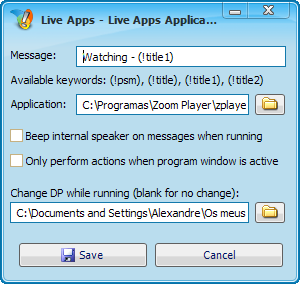 Live Apps - Live Apps Applica...
Message: Watching - (!title1)
Available keywords: (!psm), (!title), (!title1), (!title2)
Application: C:\Programas\Zoom Player\zplaye
Beep internal speaker on messages when running
Only perform actions when program window is active
Change DP while running (blank for no change):
C:\Documents and Settings\Alexandre\Os meus
Save Cancel